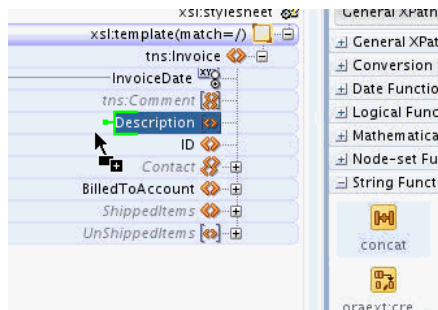 xsl:stylesheet
xsl:template(match=/)
tns:Invoice
InvoiceDate
tns:Comment
Description
ID
Contact
BilledToAccount
ShippedItems
UnShippedItems
General XPath
General XPat
Conversion
Date Functio
Logical Func
Mathematica
Node-set Fu
String Funct
concat
oraext:cre